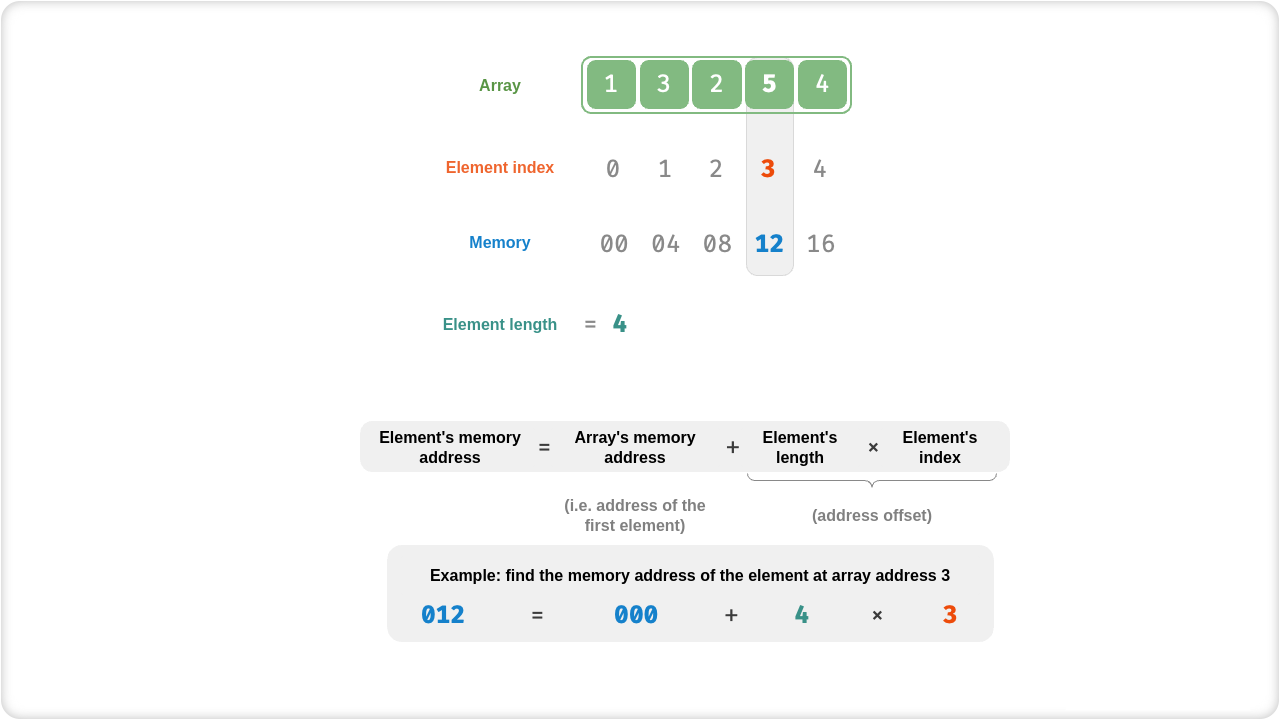 Array 1 3 2 5 4
Element index 0 1 2 3 4
Memory 00 04 08 12 16
Element length = 4
Element's memory address = Array's memory address + Element's length × Element's index
(i.e. address of the first element)
(address offset)
Example: find the memory address of the element at array address 3
012 = 000 + 4 × 3